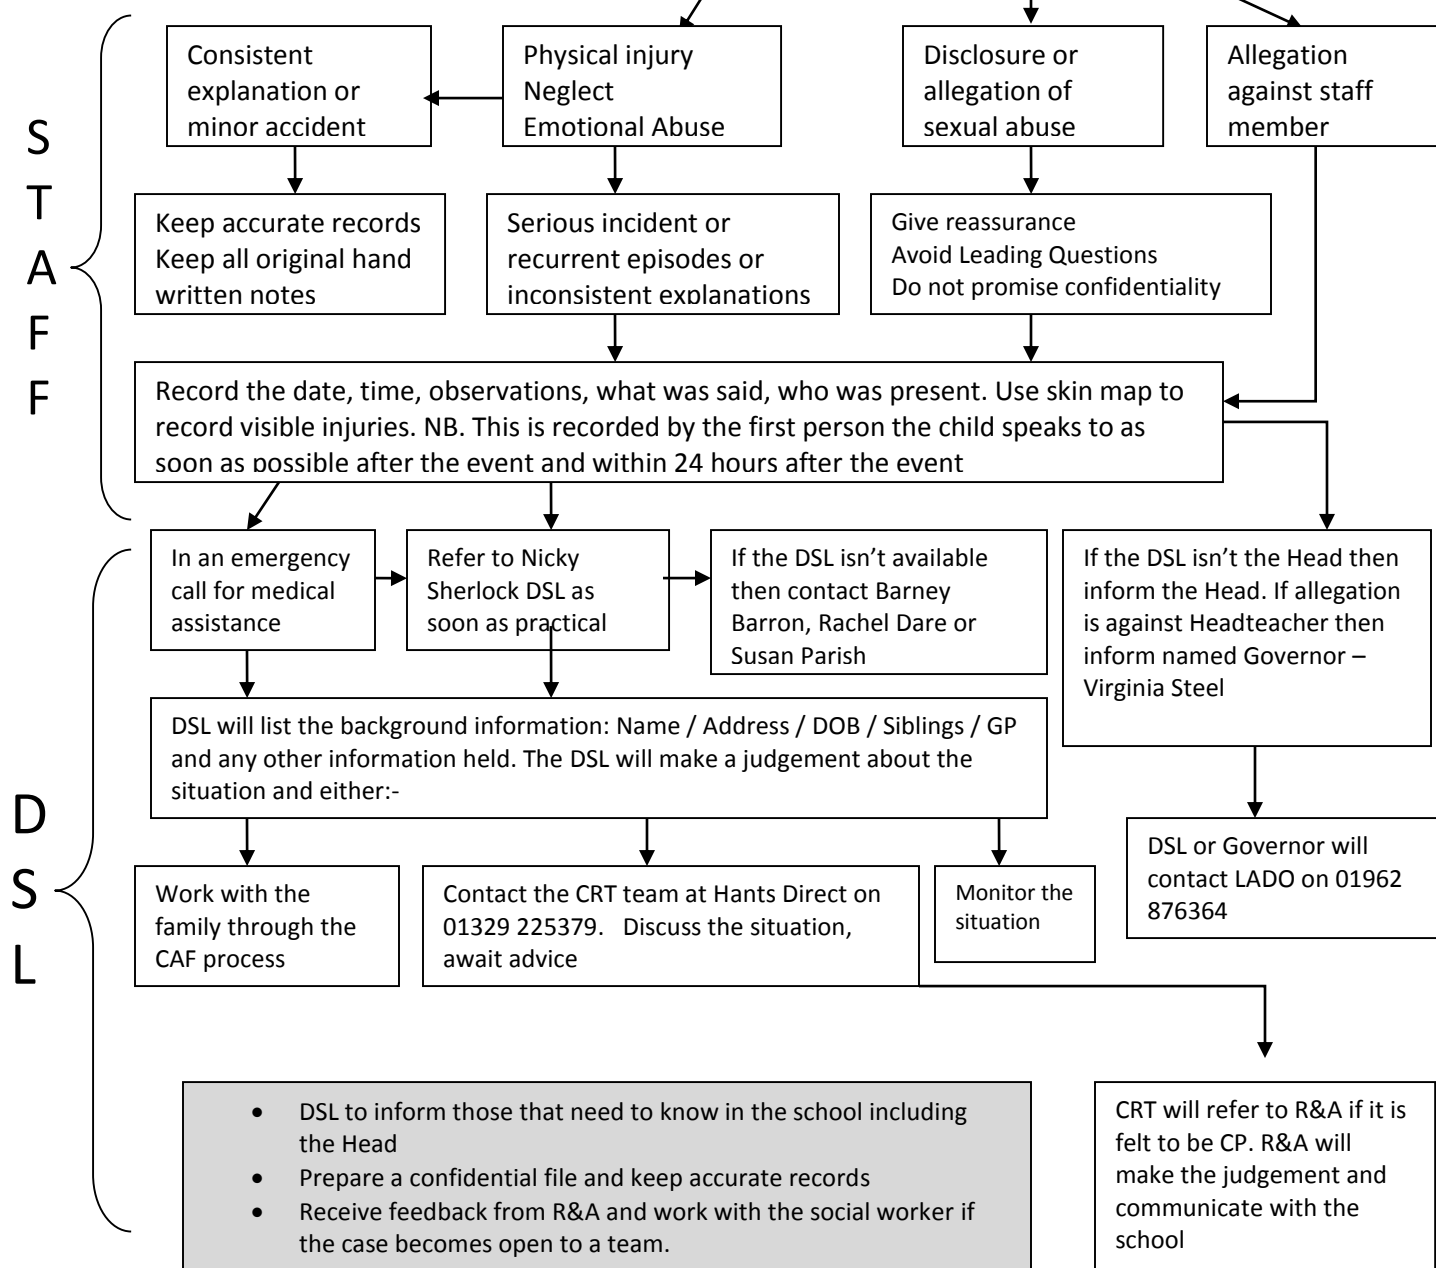 S
T
A
F
F
Consistent
explanation or
minor accident
Physical injury
Neglect
Emotional Abuse
Disclosure or
allegation of
sexual abuse
Allegation
against staff
member
Keep accurate records
Keep all original hand
written notes
Serious incident or
recurrent episodes or
inconsistent explanations
Give reassurance
Avoid Leading Questions
Do not promise confidentiality
Record the date, time, observations, what was said, who was present. Use skin map to
record visible injuries. NB. This is recorded by the first person the child speaks to as
soon as possible after the event and within 24 hours after the event
D
S
L
In an emergency
call for medical
assistance
Refer to Nicky
Sherlock DSL as
soon as practical
If the DSL isn’t available
then contact Barney
Barron, Rachel Dare or
Susan Parish
If the DSL isn’t the Head then
inform the Head. If allegation
is against Headteacher then
inform named Governor –
Virginia Steel
DSL will list the background information: Name / Address / DOB / Siblings / GP
and any other information held. The DSL will make a judgement about the
situation and either:-
Work with the
family through the
CAF process
Contact the CRT team at Hants Direct on
01329 225379.   Discuss the situation,
await advice
Monitor the
situation
DSL or Governor will
contact LADO on 01962
876364
• DSL to inform those that need to know in the school including
the Head
• Prepare a confidential file and keep accurate records
• Receive feedback from R&A and work with the social worker if
the case becomes open to a team.
CRT will refer to R&A if it is
felt to be CP. R&A will
make the judgement and
communicate with the
school